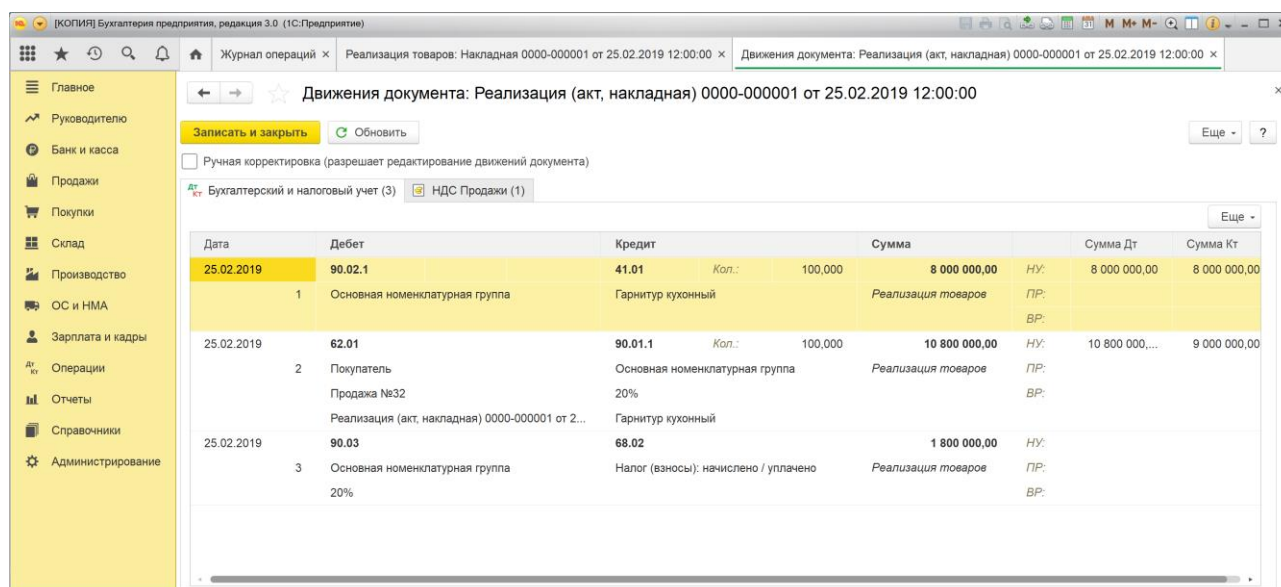 [КОПИЯ] Бухгалтерия предприятия, редакция 3.0 (1С:Предприятие) M M+ M-
Журнал операций × Реализация товаров: Накладная 0000-000001 от 25.02.2019 12:00:00 × Движения документа: Реализация (акт, накладная) 0000-000001 от 25.02.2019 12:00:00 ×
Главное
Руководителю
Банк и касса
Продажи
Покупки
Склад
Производство
ОС и НМА
Зарплата и кадры
Операции
Отчеты
Справочники
Администрирование
Движения документа: Реализация (акт, накладная) 0000-000001 от 25.02.2019 12:00:00
Записать и закрыть Обновить Еще ?
Ручная корректировка (разрешает редактирование движений документа)
Дт Кт Бухгалтерский и налоговый учет (3) НДС Продажи (1)
Еще
Дата Дебет Кредит Сумма Сумма Дт Сумма Кт
25.02.2019 90.02.1 41.01 Кол.: 100,000 8 000 000,00 НУ: 8 000 000,00 8 000 000,00
1 Основная номенклатурная группа Гарнитур кухонный Реализация товаров ПР:
ВР:
25.02.2019 62.01 90.01.1 Кол.: 100,000 10 800 000,00 НУ: 10 800 000,... 9 000 000,00
2 Покупатель Основная номенклатурная группа Реализация товаров ПР:
Продажа №32 20% ВР:
Реализация (акт, накладная) 0000-000001 от 2... Гарнитур кухонный
25.02.2019 90.03 68.02 1 800 000,00 НУ:
3 Основная номенклатурная группа Налог (взносы): начислено / уплачено Реализация товаров ПР:
20% ВР: